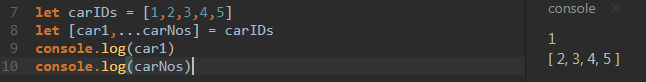 7 let carIDs = [1,2,3,4,5]
8 let [car1,...carNos] = carIDs
9 console.log(car1)
10 console.log(carNos)
console ×
1
[ 2, 3, 4, 5 ]